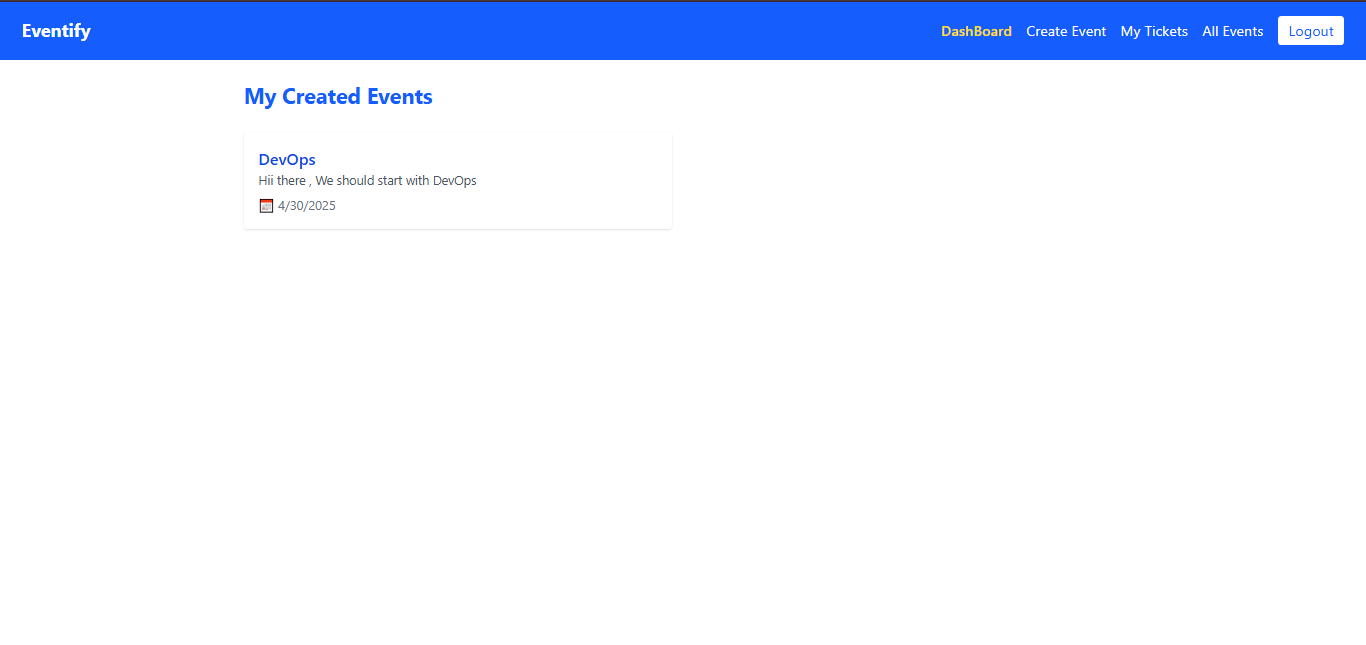 Eventify
DashBoard Create Event My Tickets All Events Logout
My Created Events
DevOps
Hii there , We should start with DevOps
4/30/2025